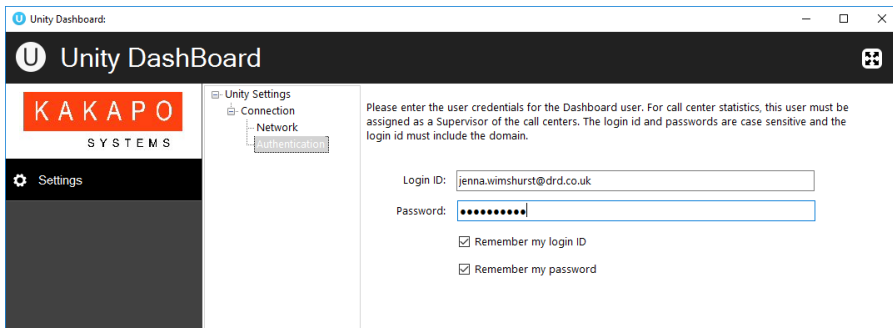 Unity Dashboard:
U Unity DashBoard
KAKAPO
SYSTEMS
Settings
Unity Settings
Connection
Network
Authentication
Please enter the user credentials for the Dashboard user. For call center statistics, this user must be
assigned as a Supervisor of the call centers. The login id and passwords are case sensitive and the
login id must include the domain.
Login ID: jenna.wimshurst@drd.co.uk
Password: ●●●●●●●●●●
Remember my login ID
Remember my password